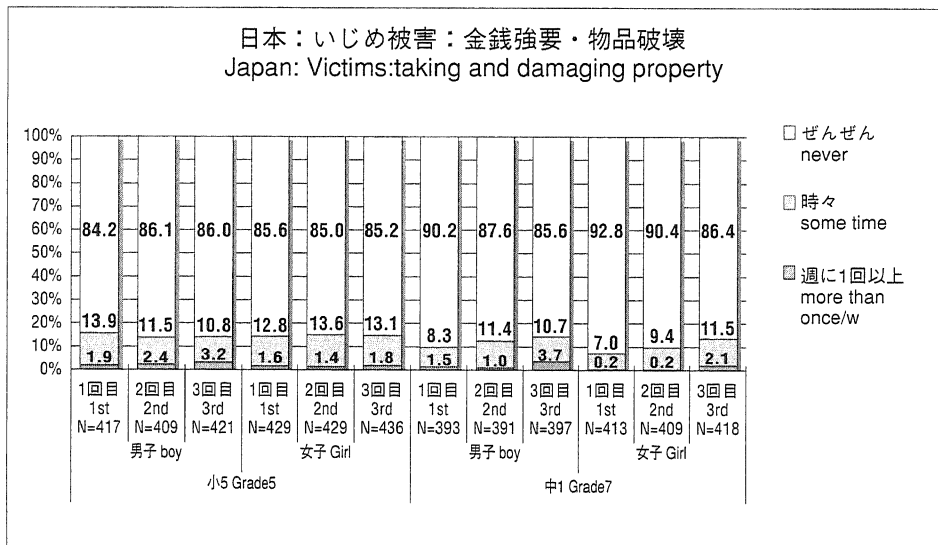 日本：いじめ被害：金銭強要・物品破壊
Japan: Victims:taking and damaging property
100%
90%
80%
70%
60%
50%
40%
30%
20%
10%
0%
84.2 86.1 86.0 85.6 85.0 85.2 90.2 87.6 85.6 92.8 90.4 86.4
13.9 11.5 10.8 12.8 13.6 13.1 8.3 11.4 10.7 7.0 9.4 11.5
1.9 2.4 3.2 1.6 1.4 1.8 1.5 1.0 3.7 0.2 0.2 2.1
1回目 2回目 3回目 1回目 2回目 3回目 1回目 2回目 3回目 1回目 2回目 3回目
1st 2nd 3rd 1st 2nd 3rd 1st 2nd 3rd 1st 2nd 3rd
N=417 N=409 N=421 N=429 N=429 N=436 N=393 N=391 N=397 N=413 N=409 N=418
男子 boy 女子 Girl 男子 boy 女子 Girl
小5 Grade5 中1 Grade7
ぜんぜん
never
時々
some time
週に1回以上
more than
once/w